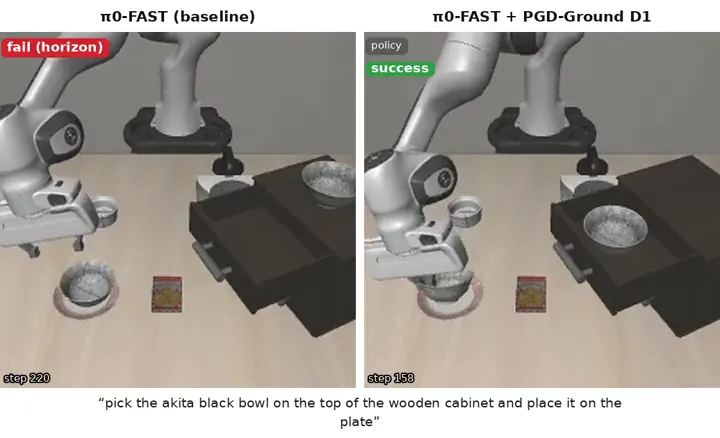 π0-FAST (baseline)
π0-FAST + PGD-Ground D1
fail (horizon)
policy
success
step 220
step 158
“pick the akita black bowl on the top of the wooden cabinet and place it on the
plate”